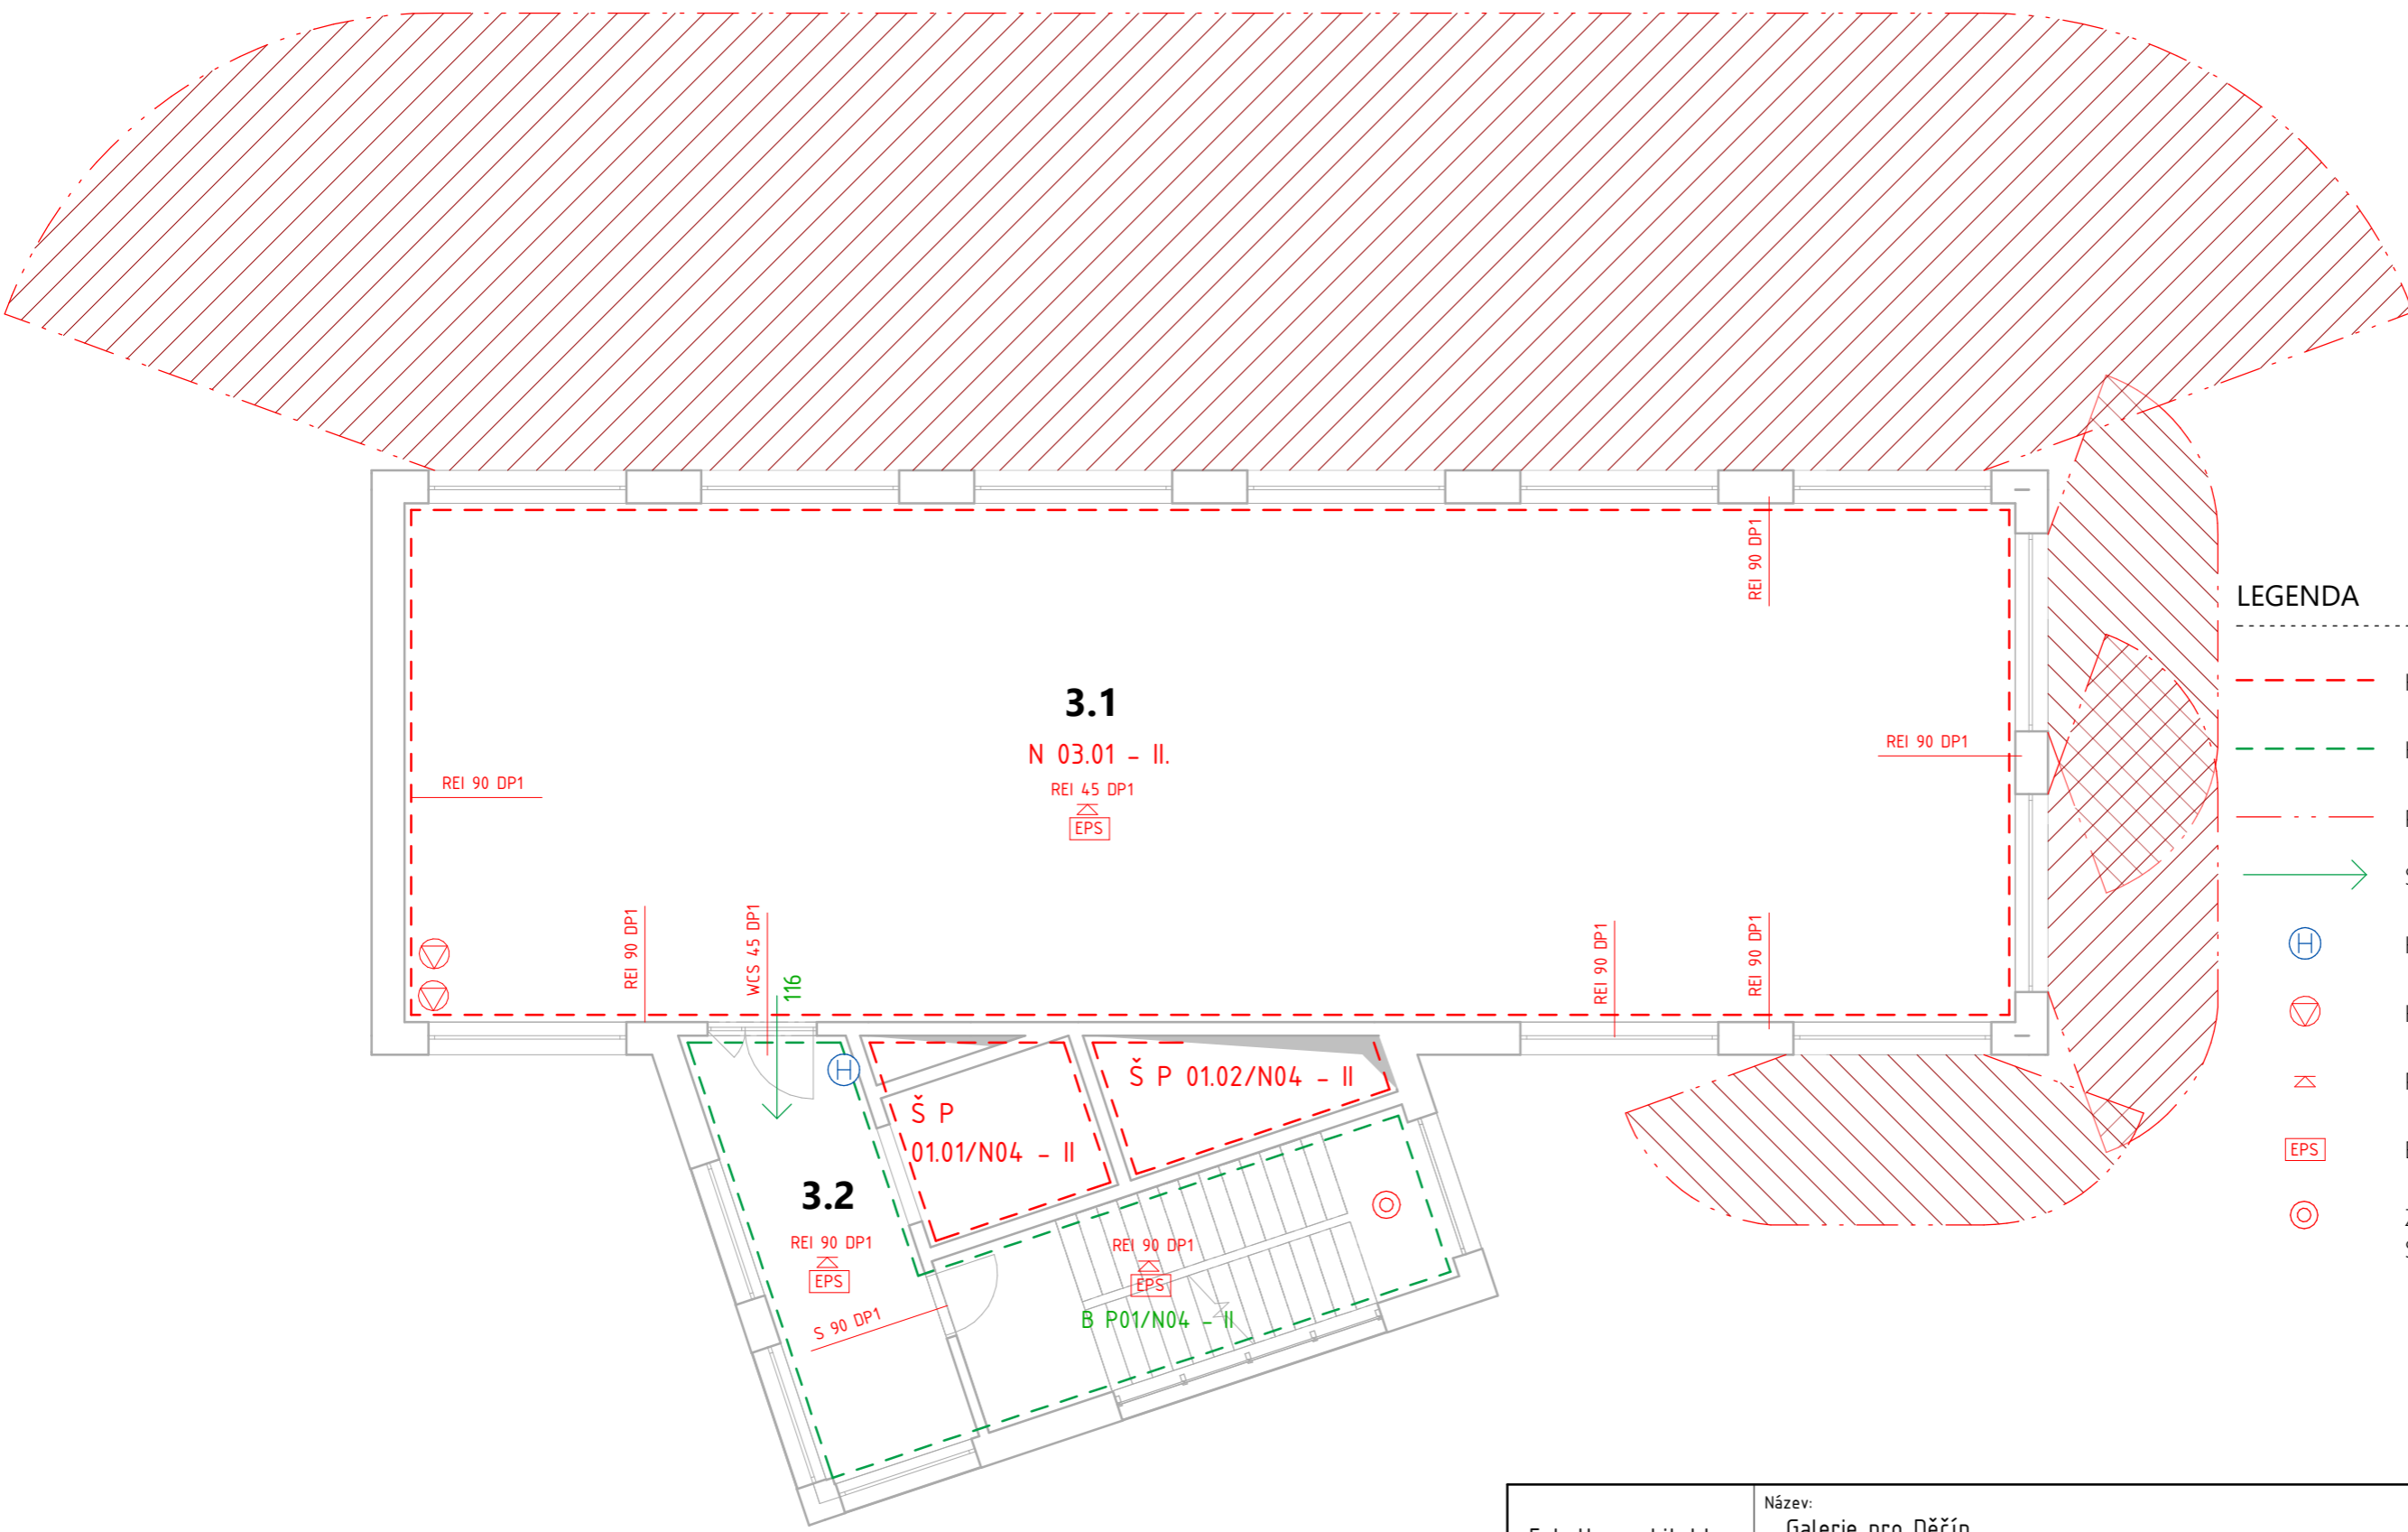 REI 90 DP1
LEGENDA
3.1
N 03.01 - II.
REI 45 DP1
EPS
REI 90 DP1
REI 90 DP1
REI 90 DP1
WCS 45 DP1
116
REI 90 DP1
REI 90 DP1
H
H
Š P
01.01/N04 - II
Š P 01.02/N04 - II
EPS
3.2
REI 90 DP1
EPS
REI 90 DP1
EPS
S 90 DP1
B P01/N04 - II
Název:
Galerie pro Děčín